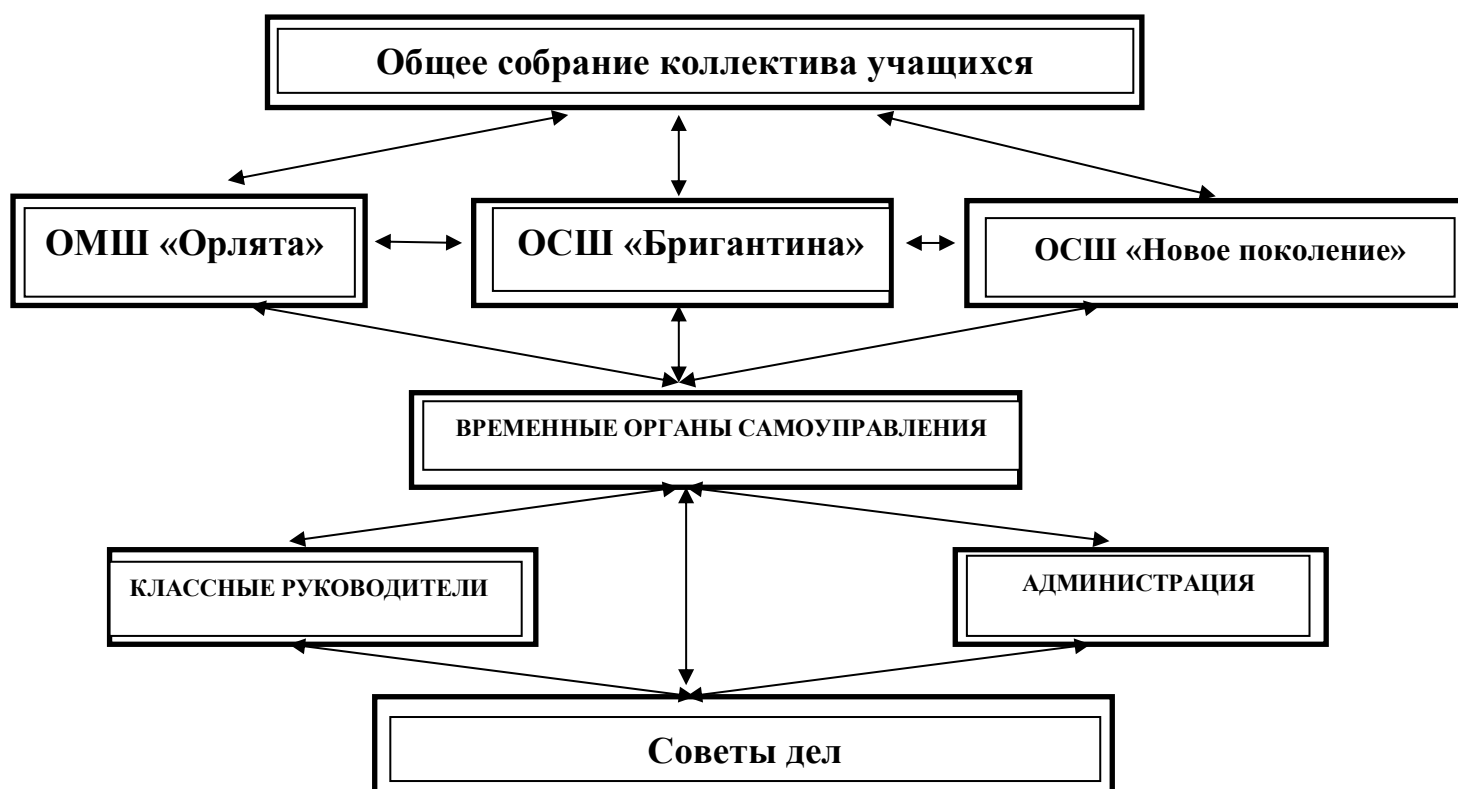 Общее собрание коллектива учащихся
ОМШ «Орлята»
ОСШ «Бригантина»
ОСШ «Новое поколение»
ВРЕМЕННЫЕ ОРГАНЫ САМОУПРАВЛЕНИЯ
КЛАССНЫЕ РУКОВОДИТЕЛИ
АДМИНИСТРАЦИЯ
Советы дел